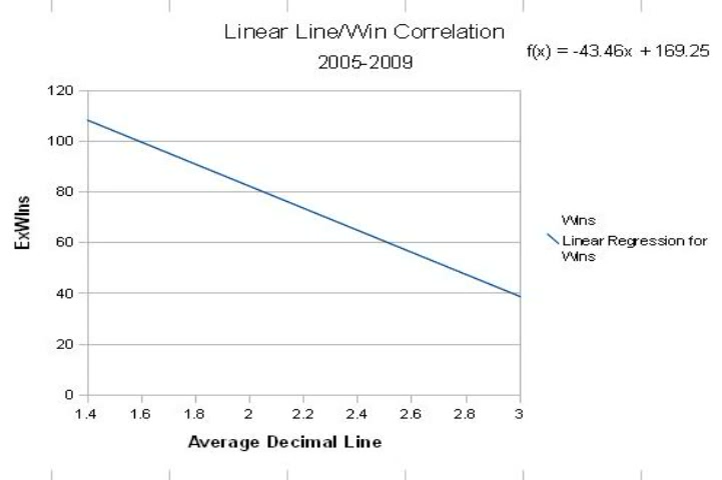 Linear Line/Win Correlation
2005-2009
f(x) = -43.46x + 169.25
120
100
80
60
40
20
0
ExWIns
1.4 1.6 1.8 2 2.2 2.4 2.6 2.8 3
Average Decimal Line
WIns
Linear Regression for
WIns